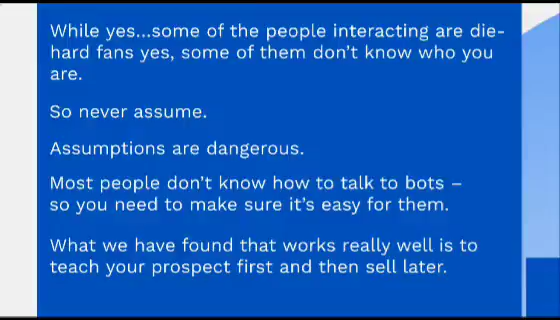 While yes...some of the people interacting are die-
hard fans yes, some of them don't know who you
are.
So never assume.
Assumptions are dangerous.
Most people don't know how to talk to bots –
so you need to make sure it's easy for them.
What we have found that works really well is to
teach your prospect first and then sell later.